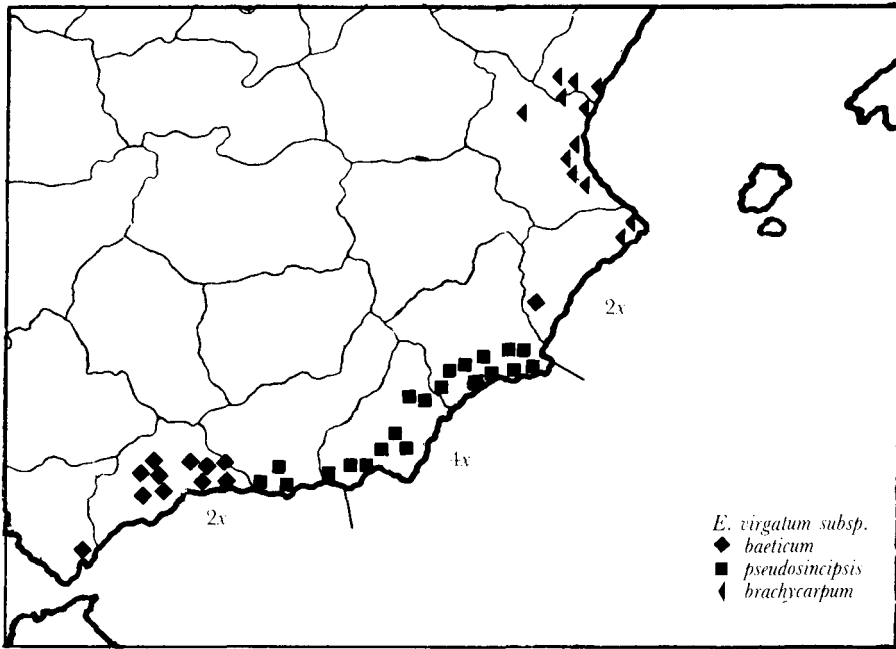 2x
4x
2x
E. virgatum subsp.
baeticum
pseudosincipsis
brachycarpum